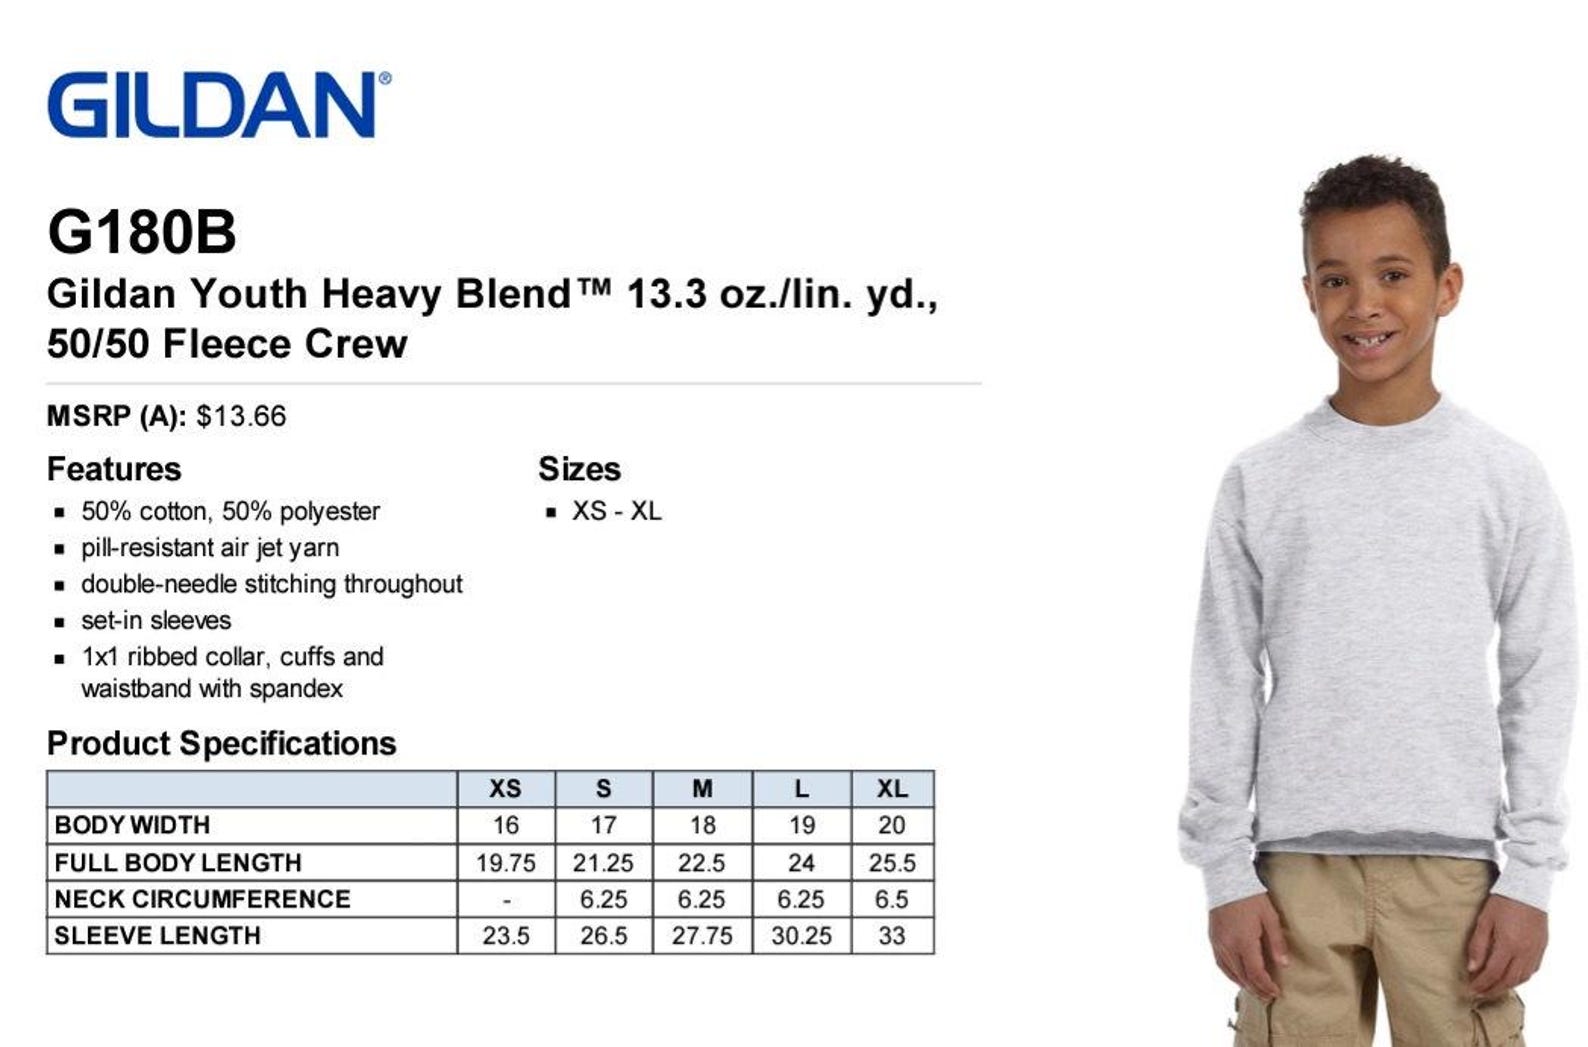 GILDAN®
G180B
Gildan Youth Heavy Blend™ 13.3 oz./lin. yd.,
50/50 Fleece Crew
MSRP (A): $13.66
Features
▪ 50% cotton, 50% polyester
▪ pill-resistant air jet yarn
▪ double-needle stitching throughout
▪ set-in sleeves
▪ 1x1 ribbed collar, cuffs and
waistband with spandex
Sizes
▪ XS - XL
Product Specifications
XS S M L XL
BODY WIDTH 16 17 18 19 20
FULL BODY LENGTH 19.75 21.25 22.5 24 25.5
NECK CIRCUMFERENCE - 6.25 6.25 6.25 6.5
SLEEVE LENGTH 23.5 26.5 27.75 30.25 33